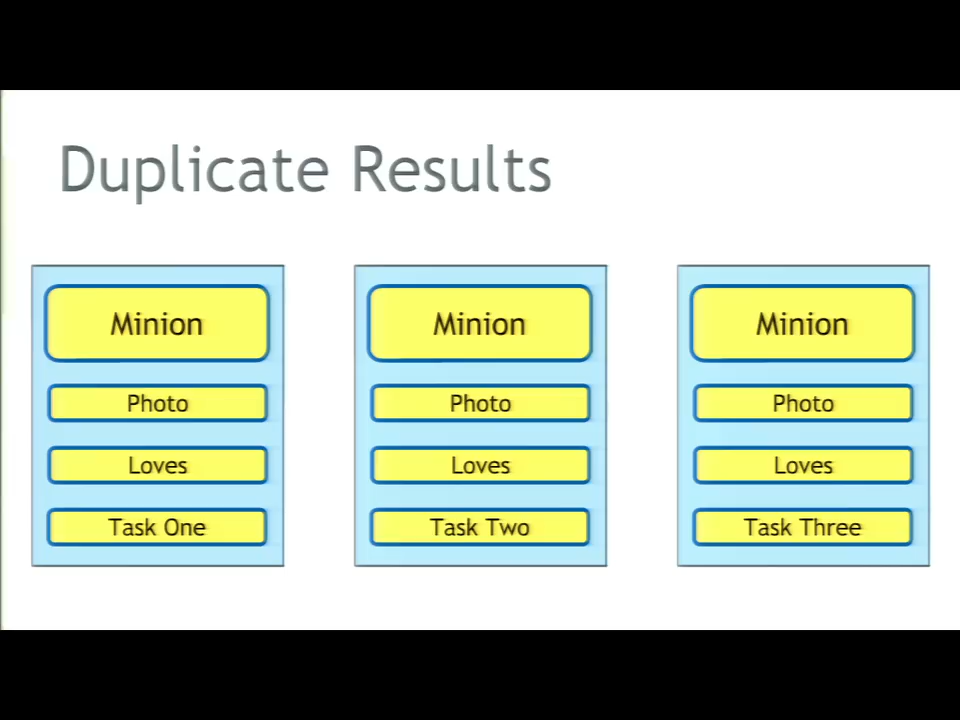 Duplicate Results
Minion
Photo
Loves
Task One
Minion
Photo
Loves
Task Two
Minion
Photo
Loves
Task Three